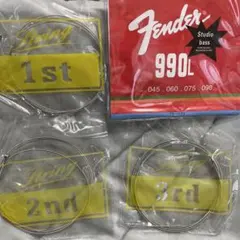 1st
Fender
Studio
bass
990L
.045 .060 .075 .095
2nd
3rd